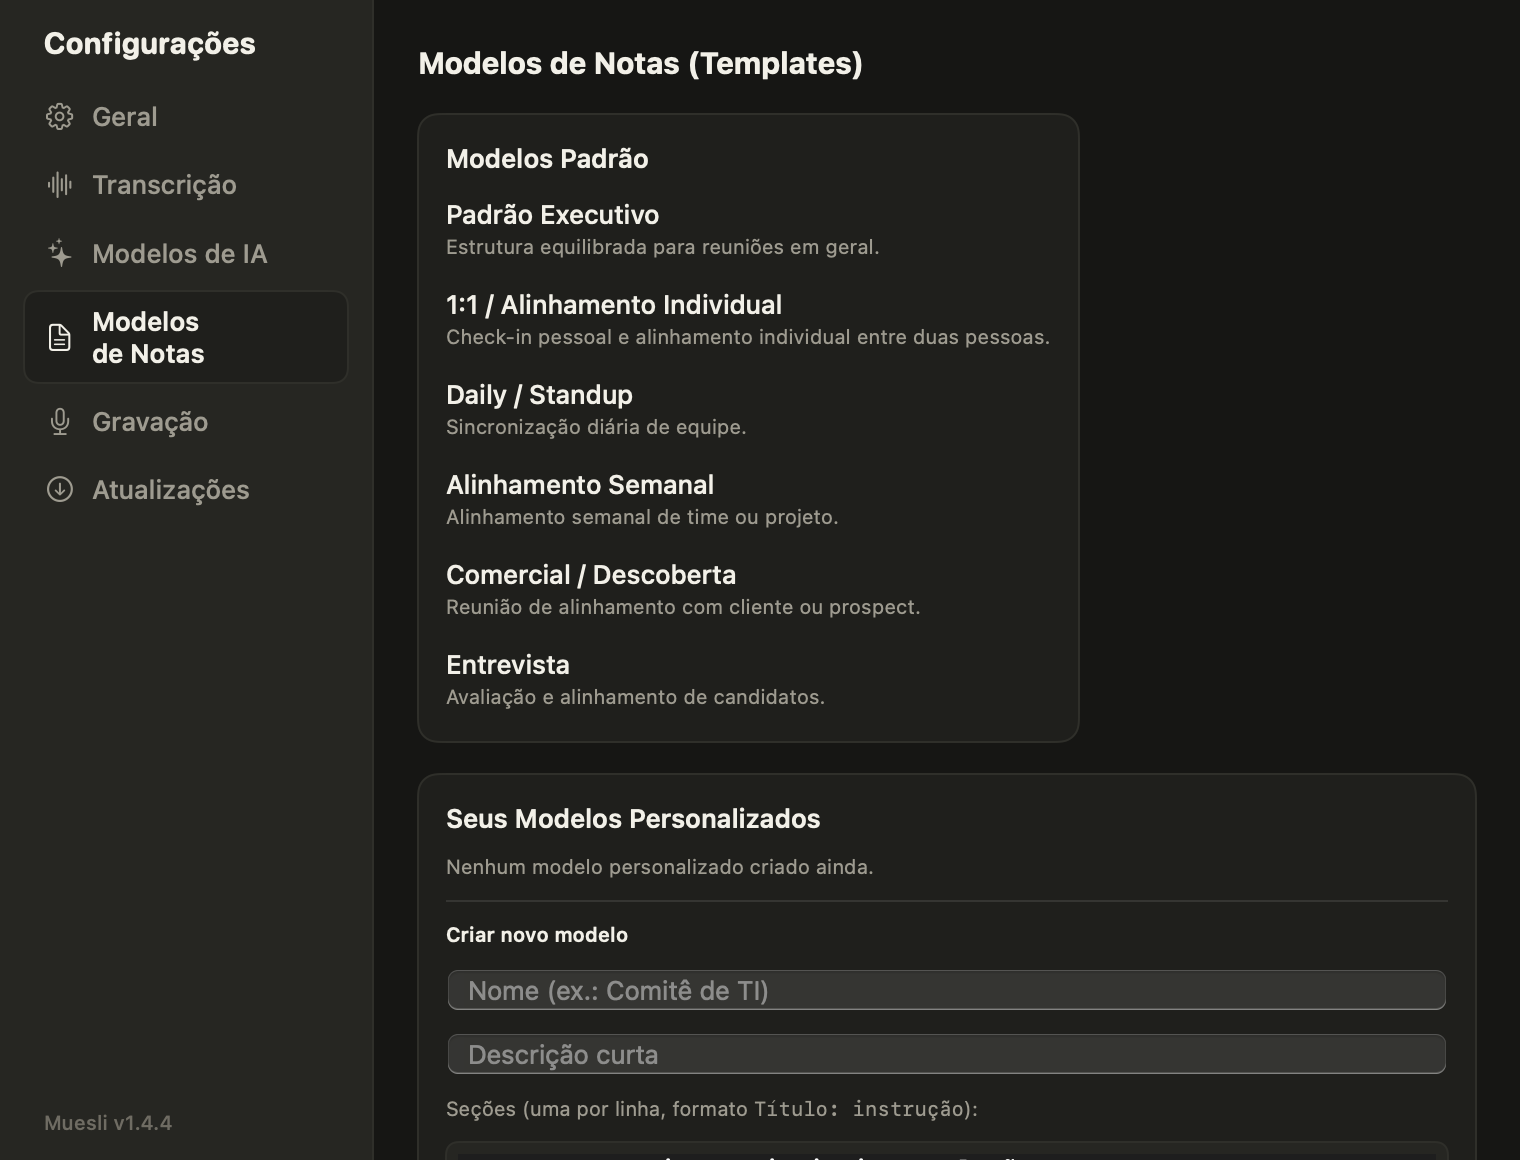 Configurações
Geral
Transcrição
Modelos de IA
Modelos
de Notas
Gravação
Atualizações
Muesli v1.4.4
Modelos de Notas (Templates)
Modelos Padrão
Padrão Executivo
Estrutura equilibrada para reuniões em geral.
1:1 / Alinhamento Individual
Check-in pessoal e alinhamento individual entre duas pessoas.
Daily / Standup
Sincronização diária de equipe.
Alinhamento Semanal
Alinhamento semanal de time ou projeto.
Comercial / Descoberta
Reunião de alinhamento com cliente ou prospect.
Entrevista
Avaliação e alinhamento de candidatos.
Seus Modelos Personalizados
Nenhum modelo personalizado criado ainda.
Criar novo modelo
Nome (ex.: Comitê de TI)
Descrição curta
Seções (uma por linha, formato Título: instrução):